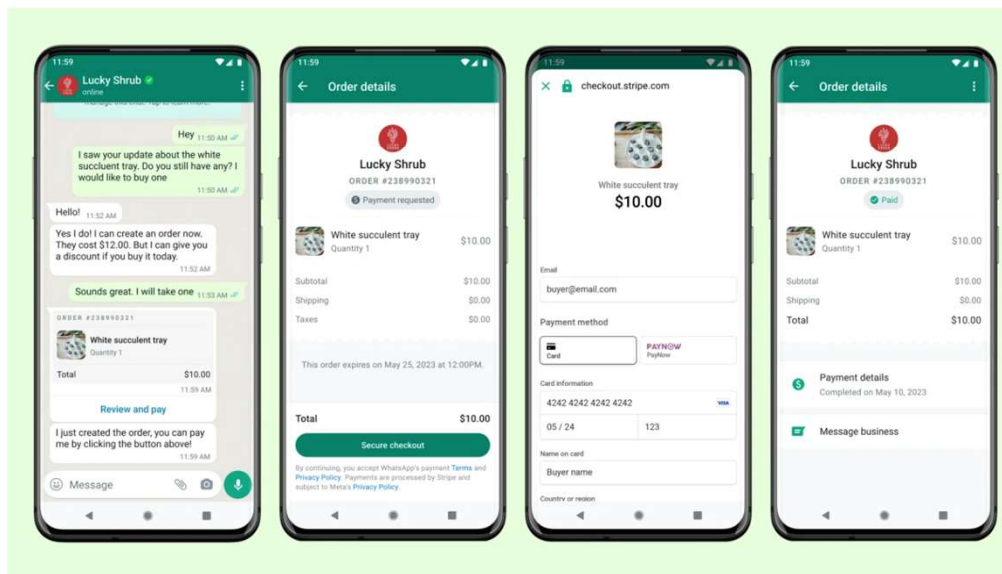 11:59
Lucky Shrub
online
Hey 11:50 AM
I saw your update about the white
succluent tray. Do you still have any? I
would like to buy one
11:50 AM
Hello! 11:52 AM
Yes I do! I can create an order now.
They cost $12.00. But I can give you
a discount if you buy it today.
11:52 AM
Sounds great. I will take one 11:53 AM
ORDER #238990321
White succulent tray
Quantity 1
Total $10.00
11:59 AM
Review and pay
I just created the order, you can pay
me by clicking the button above!
11:59 AM
Message
11:59
Order details
Lucky Shrub
ORDER #238990321
Payment requested
White succulent tray
Quantity 1
$10.00
Subtotal $10.00
Shipping $0.00
Taxes $0.00
This order expires on May 25, 2023 at 12:00PM.
Total $10.00
Secure checkout
By continuing, you accept WhatsApp's payment Terms and
Privacy Policy. Payments are processed by Stripe and
subject to Meta's Privacy Policy.
11:59
checkout.stripe.com
White succulent tray
$10.00
Email
buyer@email.com
Payment method
Card
PAYNOW
PayNow
Card information
4242 4242 4242 4242 VISA
05 / 24 123
Name on card
Buyer name
Country or region
11:59
Order details
Lucky Shrub
ORDER #238990321
Paid
White succulent tray
Quantity 1
$10.00
Subtotal $10.00
Shipping $0.00
Total $10.00
Payment details
Completed on May 10, 2023
Message business